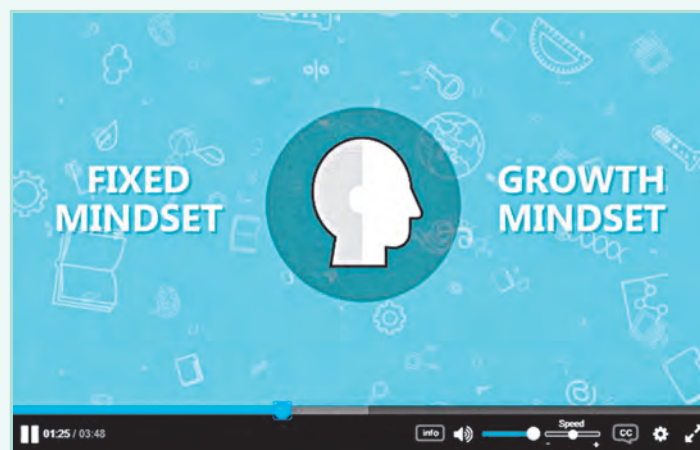 FIXED
MINDSET
GROWTH
MINDSET
01:25 / 03:48
info
Speed
- +
CC